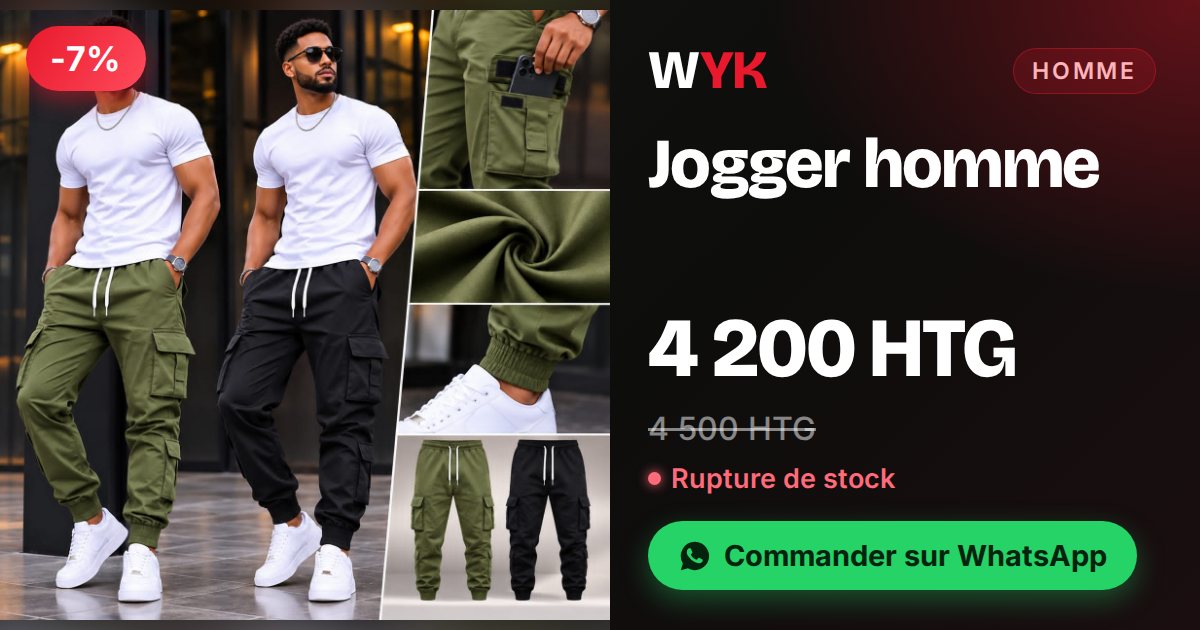 -7%
WYK
HOMME
Jogger homme
4 200 HTG
4 500 HTG
Rupture de stock
Commander sur WhatsApp